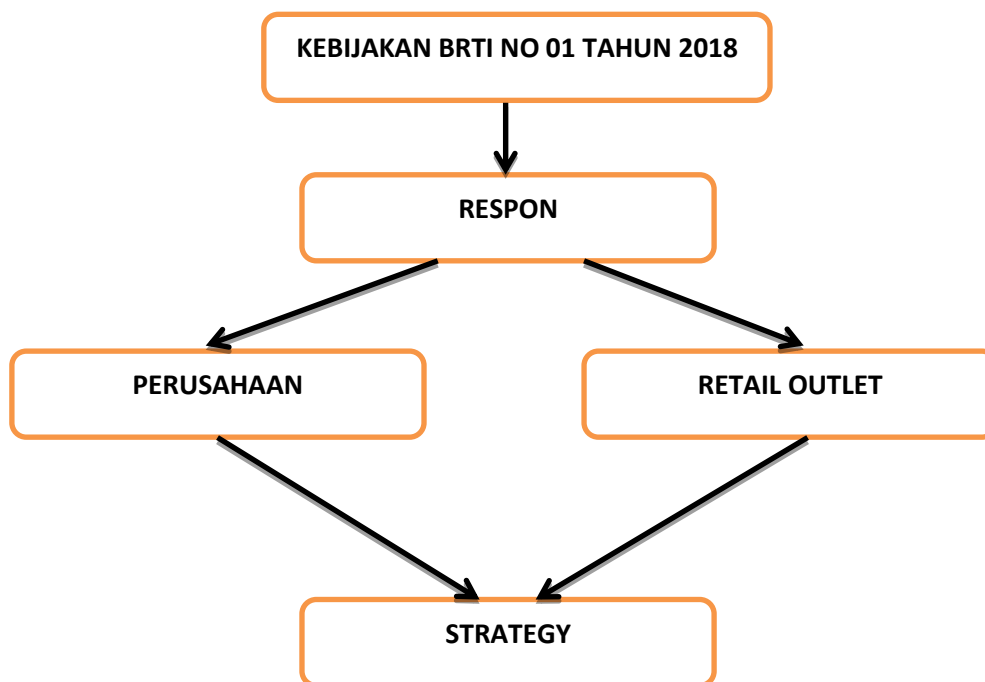 KEBIJAKAN BRTI NO 01 TAHUN 2018
RESPON
PERUSAHAAN
RETAIL OUTLET
STRATEGY